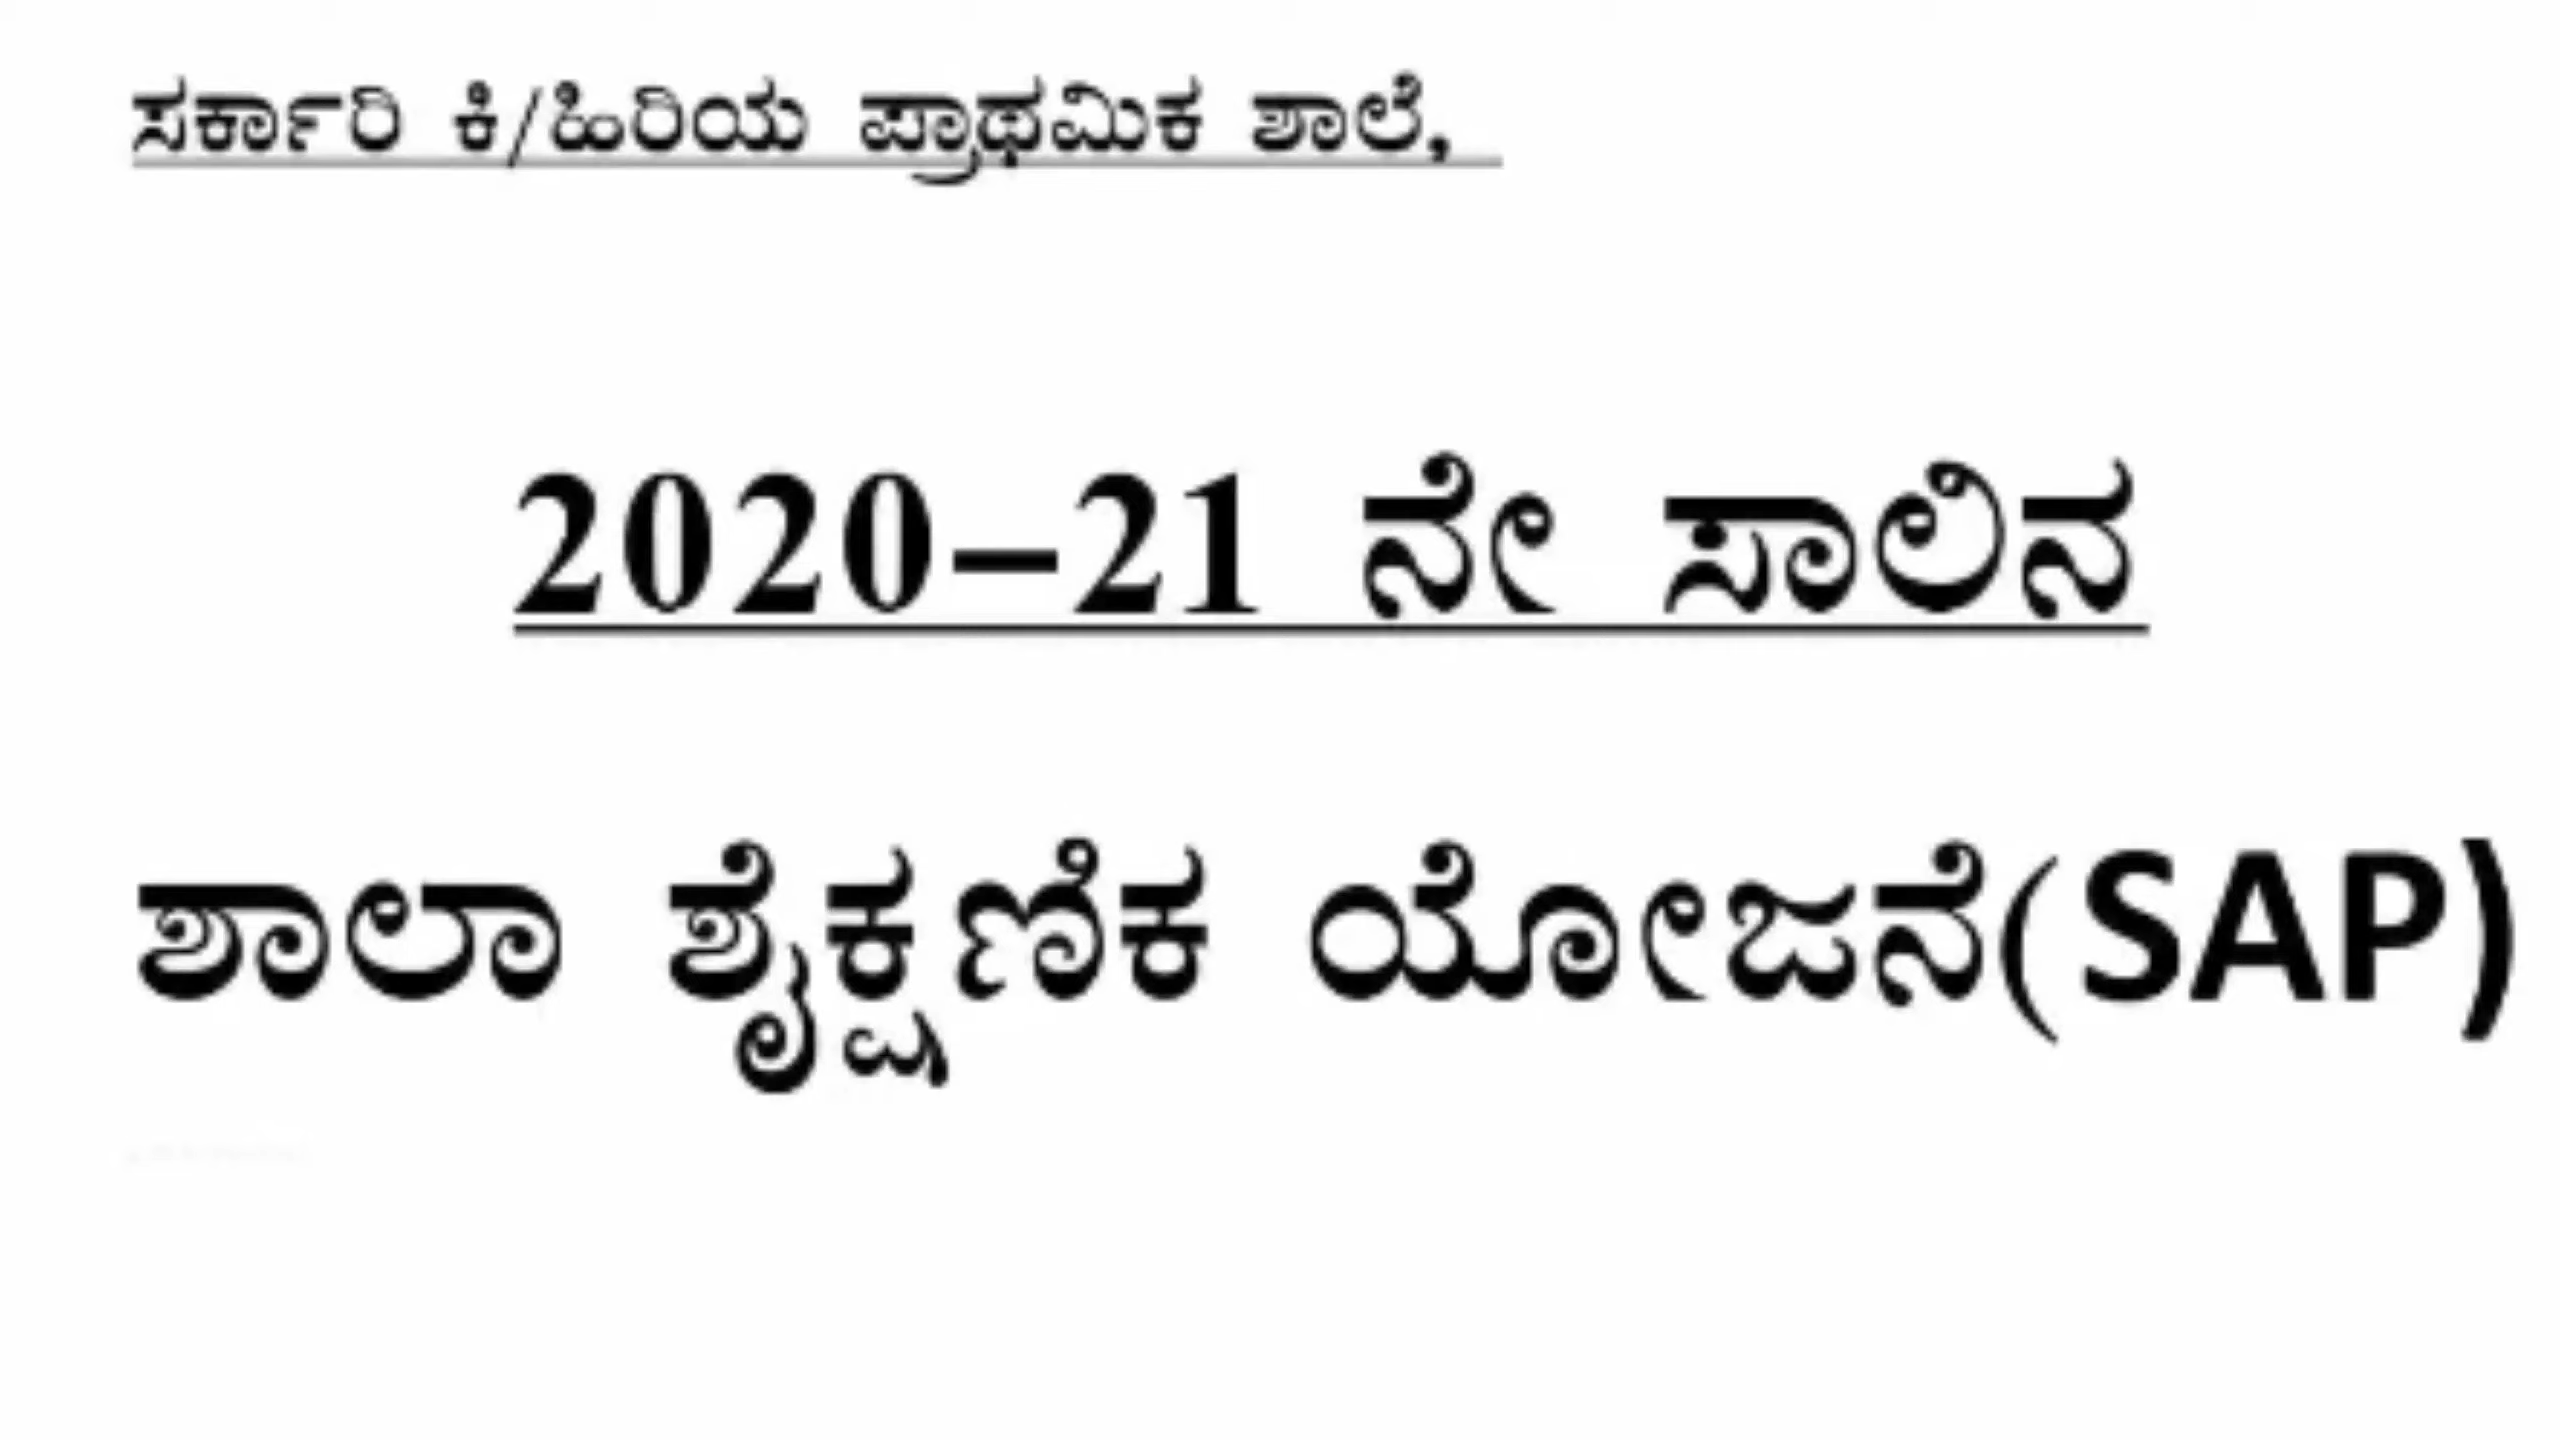 ಸರ್ಕಾರಿ ಕಿ/ಹಿರಿಯ ಪ್ರಾಥಮಿಕ ಶಾಲೆ,
2020–21 ನೇ ಸಾಲಿನ
ಶಾಲಾ ಶೈಕ್ಷಣಿಕ ಯೋಜನೆ(SAP)